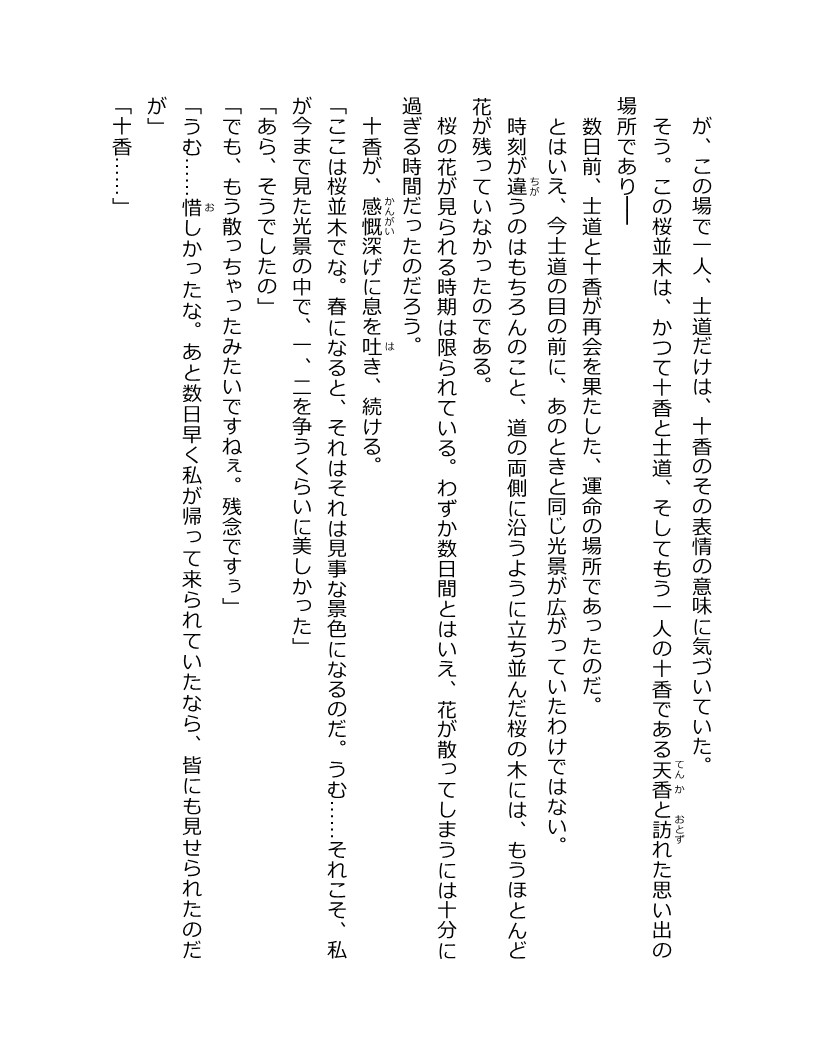 が、この場で一人、士道だけは、十香のその表情の意味に気づいていた。
そう。この桜並木は、かつて十香と士道、そしてもう一人の十香である天香と訪れた思い出の
場所であり――
数日前、士道と十香が再会を果たした、運命の場所であったのだ。
とはいえ、今士道の目の前に、あのときと同じ光景が広がっていたわけではない。
時刻が違うのはもちろんのこと、道の両側に沿うように立ち並んだ桜の木には、もうほとんど
花が残っていなかったのである。
桜の花が見られる時期は限られている。わずか数日間とはいえ、花が散ってしまうには十分に
過ぎる時間だったのだろう。
十香が、感慨深げに息を吐き、続ける。
「ここは桜並木でな。春になると、それはそれは見事な景色になるのだ。うむ……それこそ、私
が今まで見た光景の中で、一、二を争うくらいに美しかった」
「あら、そうでしたの」
「でも、もう散っちゃったみたいですねぇ。残念ですぅ」
「うむ……惜しかったな。あと数日早く私が帰って来られていたなら、皆にも見せられたのだ
が」
「十香……」